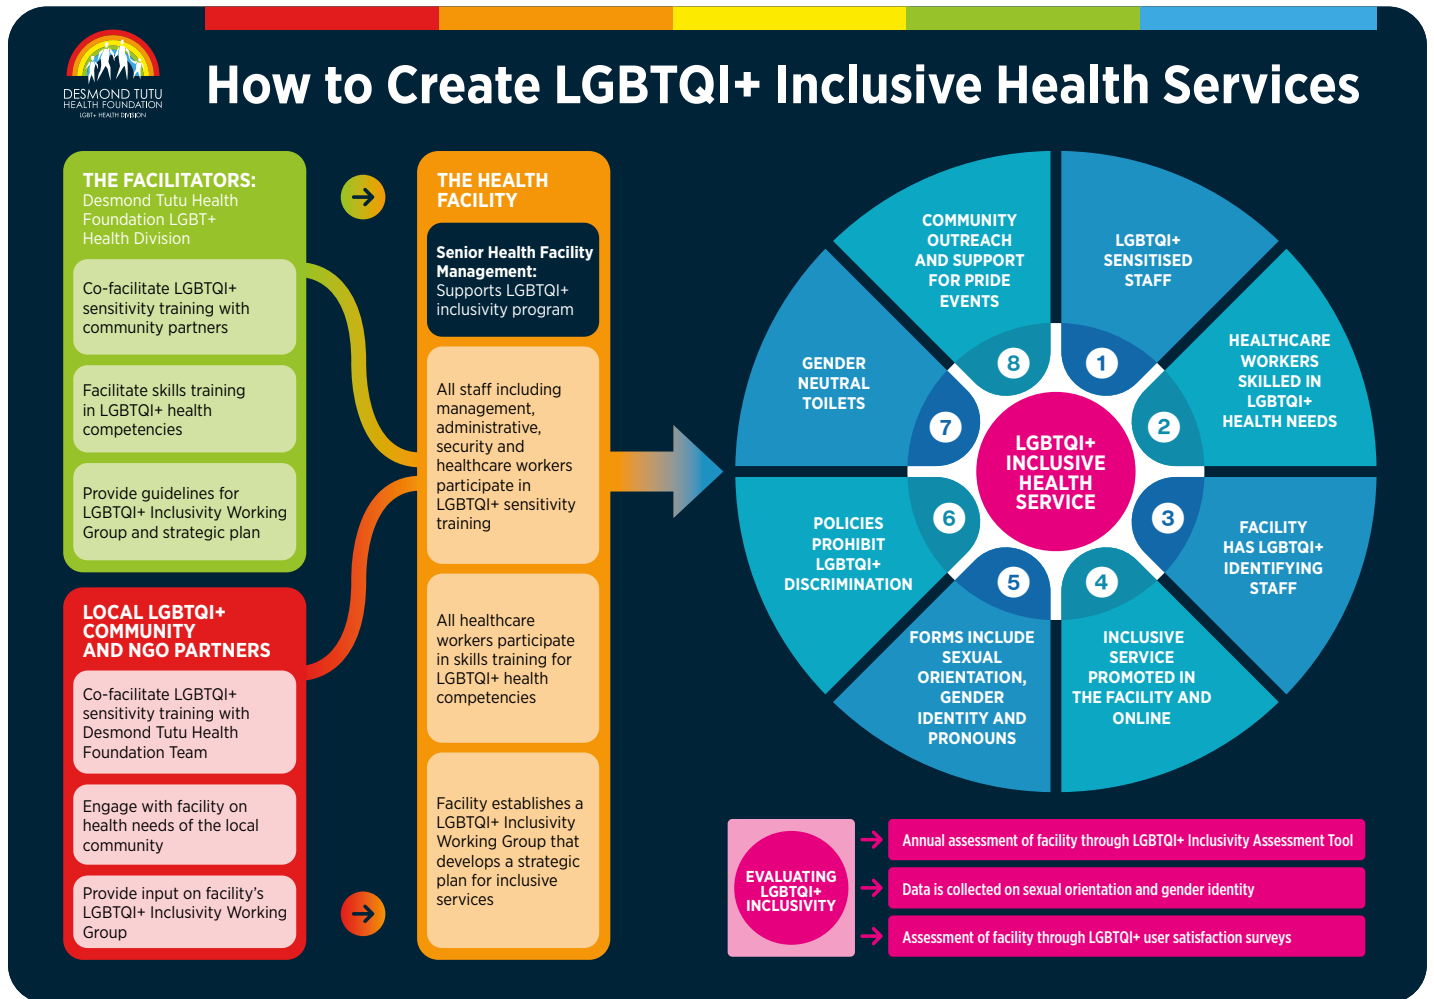 DESMOND TUTU
HEALTH FOUNDATION
LGBT+ HEALTH DIVISION
How to Create LGBTQI+ Inclusive Health Services
THE FACILITATORS:
Desmond Tutu Health
Foundation LGBT+
Health Division
Co-facilitate LGBTQI+
sensitivity training with
community partners
Facilitate skills training
in LGBTQI+ health
competencies
Provide guidelines for
LGBTQI+ Inclusivity Working
Group and strategic plan
LOCAL LGBTQI+
COMMUNITY
AND NGO PARTNERS
Co-facilitate LGBTQI+
sensitivity training with
Desmond Tutu Health
Foundation Team
Engage with facility on
health needs of the local
community
Provide input on facility’s
LGBTQI+ Inclusivity Working
Group
THE HEALTH
FACILITY
Senior Health Facility
Management:
Supports LGBTQI+
inclusivity program
All staff including
management,
administrative,
security and
healthcare workers
participate in
LGBTQI+ sensitivity
training
All healthcare
workers participate
in skills training for
LGBTQI+ health
competencies
Facility establishes a
LGBTQI+ Inclusivity
Working Group that
develops a strategic
plan for inclusive
services
LGBTQI+
INCLUSIVE
HEALTH
SERVICE
1
LGBTQI+
SENSITISED
STAFF
2
HEALTHCARE
WORKERS
SKILLED IN
LGBTQI+
HEALTH NEEDS
3
FACILITY
HAS LGBTQI+
IDENTIFYING
STAFF
4
INCLUSIVE
SERVICE
PROMOTED IN
THE FACILITY AND
ONLINE
5
FORMS INCLUDE
SEXUAL
ORIENTATION,
GENDER
IDENTITY AND
PRONOUNS
6
POLICIES
PROHIBIT
LGBTQI+
DISCRIMINATION
7
GENDER
NEUTRAL
TOILETS
8
COMMUNITY
OUTREACH
AND SUPPORT
FOR PRIDE
EVENTS
EVALUATING
LGBTQI+
INCLUSIVITY
Annual assessment of facility through LGBTQI+ Inclusivity Assessment Tool
Data is collected on sexual orientation and gender identity
Assessment of facility through LGBTQI+ user satisfaction surveys